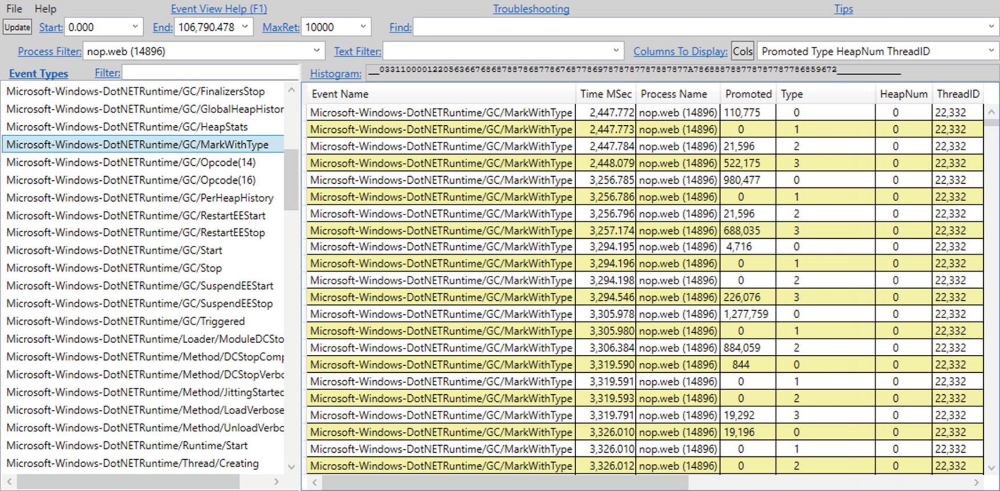 File Help Event View Help (F1) Troubleshooting Tips
Update Start: 0.000 End: 106,790.478 MaxRet: 10000 Find:
Process Filter: nop.web (14896) Text Filter: Columns To Display: Cols Promoted Type HeapNum ThreadID
Event Types Filter:
Microsoft-Windows-DotNETRuntime/GC/FinalizersStop
Microsoft-Windows-DotNETRuntime/GC/GlobalHeapHistor
Microsoft-Windows-DotNETRuntime/GC/HeapStats
Microsoft-Windows-DotNETRuntime/GC/MarkWithType
Microsoft-Windows-DotNETRuntime/GC/Opcode(14)
Microsoft-Windows-DotNETRuntime/GC/Opcode(16)
Microsoft-Windows-DotNETRuntime/GC/PerHeapHistory
Microsoft-Windows-DotNETRuntime/GC/RestartEEStart
Microsoft-Windows-DotNETRuntime/GC/RestartEEStop
Microsoft-Windows-DotNETRuntime/GC/Start
Microsoft-Windows-DotNETRuntime/GC/Stop
Microsoft-Windows-DotNETRuntime/GC/SuspendEEStart
Microsoft-Windows-DotNETRuntime/GC/SuspendEEStop
Microsoft-Windows-DotNETRuntime/GC/Triggered
Microsoft-Windows-DotNETRuntime/Loader/ModuleDCSto
Microsoft-Windows-DotNETRuntime/Method/DCStopComp
Microsoft-Windows-DotNETRuntime/Method/DCStopVerbo
Microsoft-Windows-DotNETRuntime/Method/JittingStarted
Microsoft-Windows-DotNETRuntime/Method/LoadVerbose
Microsoft-Windows-DotNETRuntime/Method/UnloadVerbo
Microsoft-Windows-DotNETRuntime/Runtime/Start
Microsoft-Windows-DotNETRuntime/Thread/Creating
Histogram:
Event Name Time MSec Process Name Promoted Type HeapNum ThreadID
Microsoft-Windows-DotNETRuntime/GC/MarkWithType 2,447.772 nop.web (14896) 110,775 0 0 22,332
Microsoft-Windows-DotNETRuntime/GC/MarkWithType 2,447.773 nop.web (14896) 0 1 0 22,332
Microsoft-Windows-DotNETRuntime/GC/MarkWithType 2,447.784 nop.web (14896) 21,596 2 0 22,332
Microsoft-Windows-DotNETRuntime/GC/MarkWithType 2,448.079 nop.web (14896) 522,175 3 0 22,332
Microsoft-Windows-DotNETRuntime/GC/MarkWithType 3,256.785 nop.web (14896) 980,477 0 0 22,332
Microsoft-Windows-DotNETRuntime/GC/MarkWithType 3,256.786 nop.web (14896) 0 1 0 22,332
Microsoft-Windows-DotNETRuntime/GC/MarkWithType 3,256.796 nop.web (14896) 21,596 2 0 22,332
Microsoft-Windows-DotNETRuntime/GC/MarkWithType 3,257.174 nop.web (14896) 688,035 3 0 22,332
Microsoft-Windows-DotNETRuntime/GC/MarkWithType 3,294.195 nop.web (14896) 4,716 0 0 22,332
Microsoft-Windows-DotNETRuntime/GC/MarkWithType 3,294.196 nop.web (14896) 0 1 0 22,332
Microsoft-Windows-DotNETRuntime/GC/MarkWithType 3,294.198 nop.web (14896) 0 2 0 22,332
Microsoft-Windows-DotNETRuntime/GC/MarkWithType 3,294.546 nop.web (14896) 226,076 3 0 22,332
Microsoft-Windows-DotNETRuntime/GC/MarkWithType 3,305.978 nop.web (14896) 1,277,759 0 0 22,332
Microsoft-Windows-DotNETRuntime/GC/MarkWithType 3,305.980 nop.web (14896) 0 1 0 22,332
Microsoft-Windows-DotNETRuntime/GC/MarkWithType 3,306.384 nop.web (14896) 884,059 2 0 22,332
Microsoft-Windows-DotNETRuntime/GC/MarkWithType 3,319.590 nop.web (14896) 844 0 0 22,332
Microsoft-Windows-DotNETRuntime/GC/MarkWithType 3,319.591 nop.web (14896) 0 1 0 22,332
Microsoft-Windows-DotNETRuntime/GC/MarkWithType 3,319.593 nop.web (14896) 0 2 0 22,332
Microsoft-Windows-DotNETRuntime/GC/MarkWithType 3,319.791 nop.web (14896) 19,292 3 0 22,332
Microsoft-Windows-DotNETRuntime/GC/MarkWithType 3,326.010 nop.web (14896) 19,196 0 0 22,332
Microsoft-Windows-DotNETRuntime/GC/MarkWithType 3,326.010 nop.web (14896) 0 1 0 22,332
Microsoft-Windows-DotNETRuntime/GC/MarkWithType 3,326.012 nop.web (14896) 0 2 0 22,332